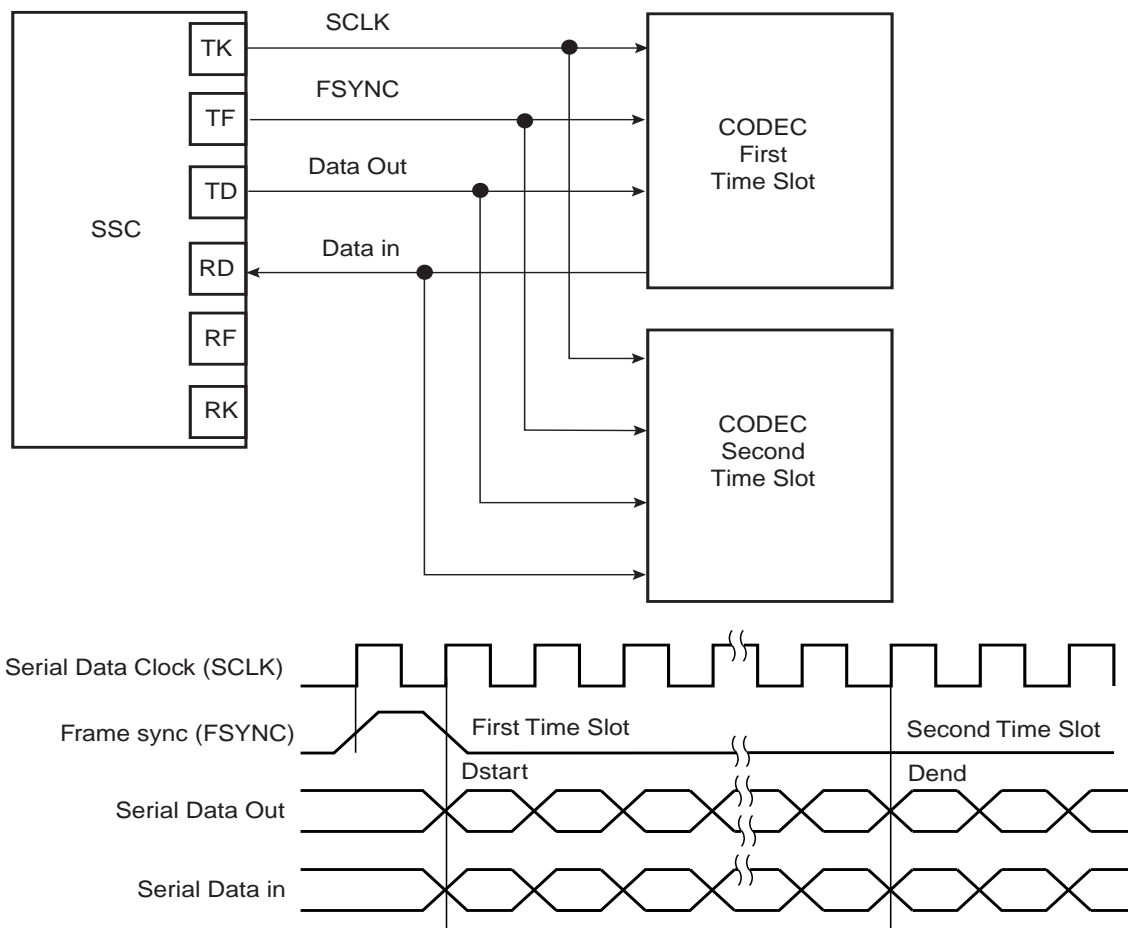 SSC
TK
TF
TD
RD
RF
RK
SCLK
FSYNC
Data Out
Data in
CODEC
First
Time Slot
CODEC
Second
Time Slot
Serial Data Clock (SCLK)
Frame sync (FSYNC)
First Time Slot
Second Time Slot
Dstart
Dend
Serial Data Out
Serial Data in